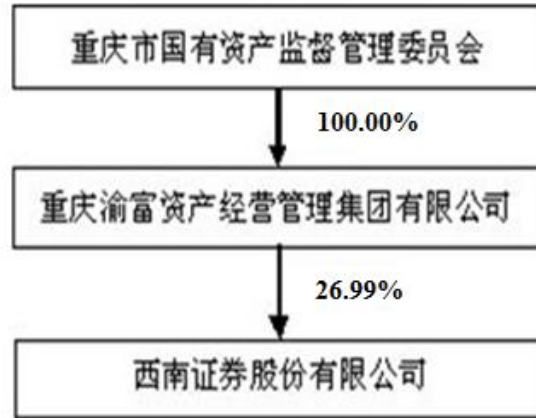 重庆市国有资产监督管理委员会
100.00%
重庆渝富资产经营管理集团有限公司
26.99%
西南证券股份有限公司